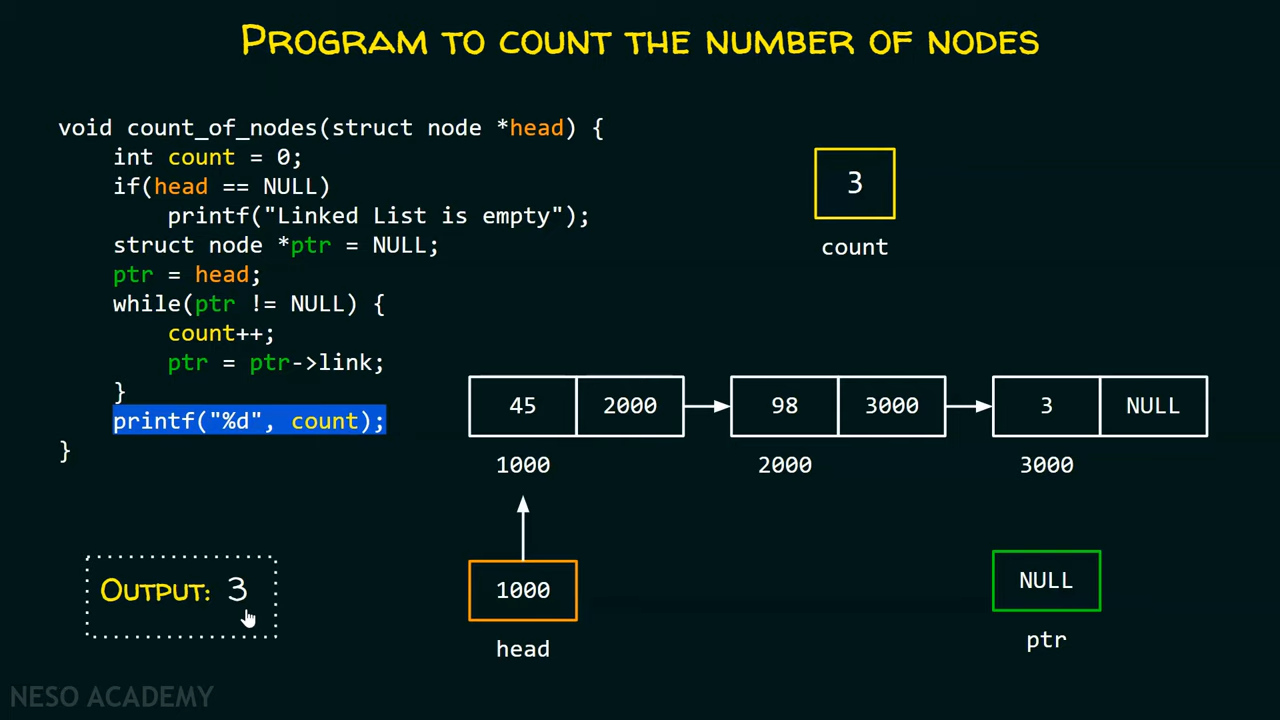 PROGRAM TO COUNT THE NUMBER OF NODES
void count_of_nodes(struct node *head) {
int count = 0;
if(head == NULL)
printf("Linked List is empty");
struct node *ptr = NULL;
ptr = head;
while(ptr != NULL) {
count++;
ptr = ptr->link;
}
printf("%d", count);
}
3
count
45 2000 98 3000 3 NULL
1000 2000 3000
1000
head
NULL
ptr
OUTPUT: 3
NESO ACADEMY